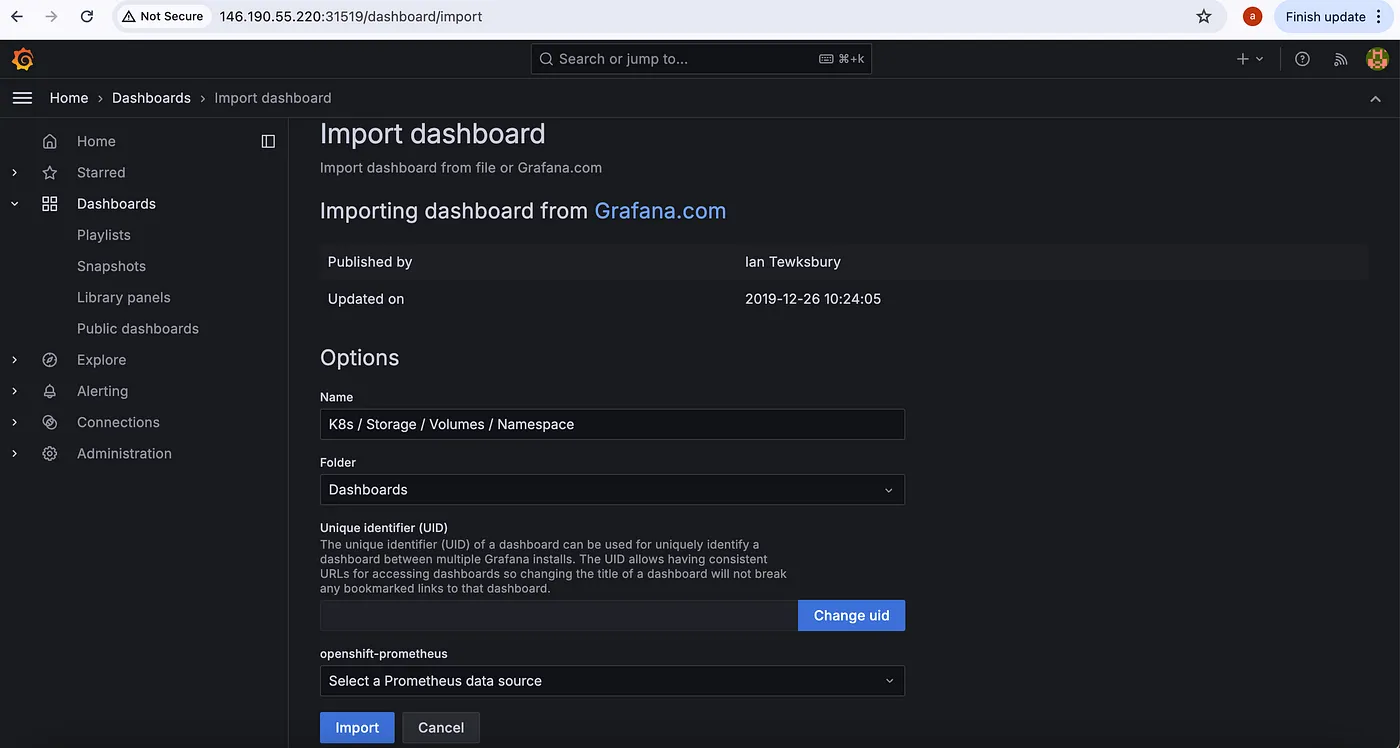 Not Secure 146.190.55.220:31519/dashboard/import a Finish update
Search or jump to... ⌘+k
Home › Dashboards › Import dashboard
Home
Starred
Dashboards
Playlists
Snapshots
Library panels
Public dashboards
Explore
Alerting
Connections
Administration
Import dashboard
Import dashboard from file or Grafana.com
Importing dashboard from Grafana.com
Published by Ian Tewksbury
Updated on 2019-12-26 10:24:05
Options
Name
K8s / Storage / Volumes / Namespace
Folder
Dashboards
Unique identifier (UID)
The unique identifier (UID) of a dashboard can be used for uniquely identify a
dashboard between multiple Grafana installs. The UID allows having consistent
URLs for accessing dashboards so changing the title of a dashboard will not break
any bookmarked links to that dashboard.
Change uid
openshift-prometheus
Select a Prometheus data source
Import Cancel